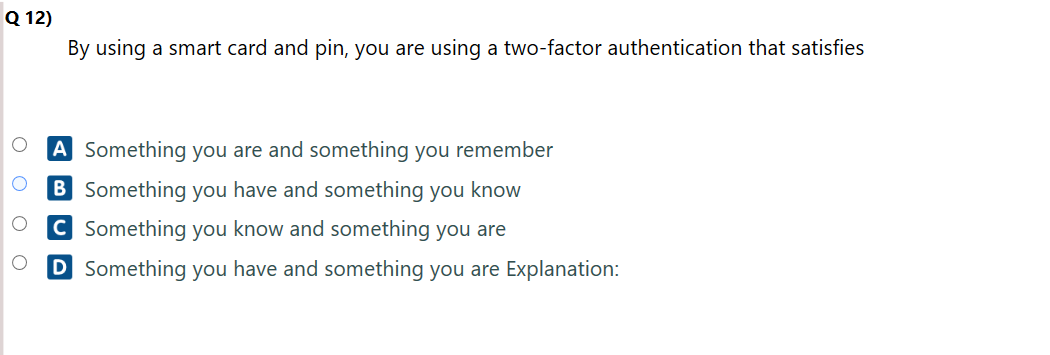 Q 12)
By using a smart card and pin, you are using a two-factor authentication that satisfies
A Something you are and something you remember
B Something you have and something you know
C Something you know and something you are
D Something you have and something you are Explanation: